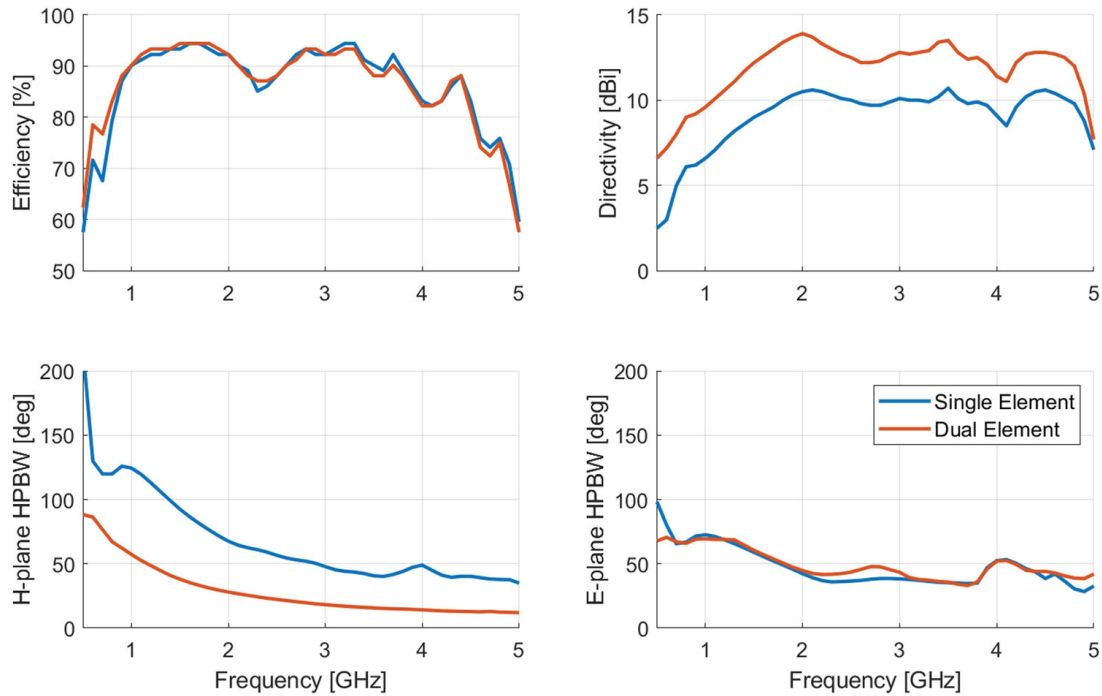 Efficiency [%]
100
90
80
70
60
50
1 2 3 4 5
Directivity [dBi]
15
10
5
0
1 2 3 4 5
H-plane HPBW [deg]
200
150
100
50
0
1 2 3 4 5
Frequency [GHz]
E-plane HPBW [deg]
200
150
100
50
0
1 2 3 4 5
Frequency [GHz]
Single Element
Dual Element